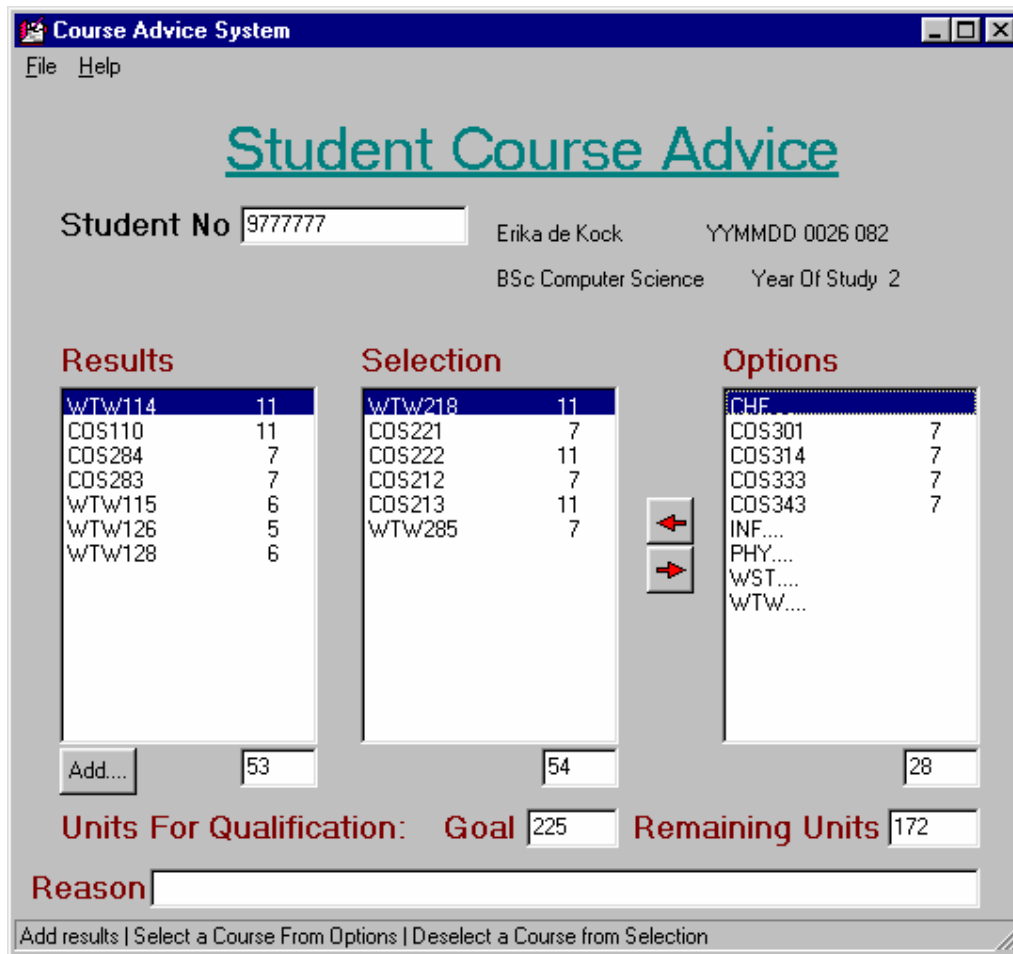 Course Advice System
File Help
Student Course Advice
Student No 9777777
Erika de Kock YYMMDD 0026 082
BSc Computer Science Year Of Study 2
Results Selection Options
WTW114 11 WTW218 11 CHE....
COS110 11 COS221 7 COS301 7
COS284 7 COS222 11 COS314 7
COS283 7 COS212 7 COS333 7
WTW115 6 COS213 11 COS343 7
WTW126 5 WTW285 7 INF....
WTW128 6 PHY....
WST....
WTW....
Add.... 53 54 28
Units For Qualification: Goal 225 Remaining Units 172
Reason
Add results | Select a Course From Options | Deselect a Course from Selection